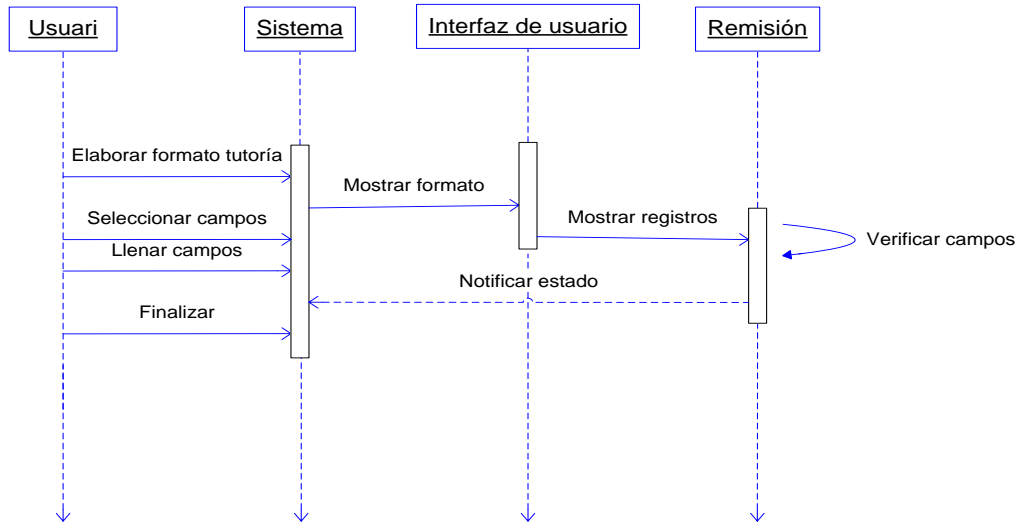 Usuari
Sistema
Interfaz de usuario
Remisión
Elaborar formato tutoría
Mostrar formato
Seleccionar campos
Mostrar registros
Verificar campos
Llenar campos
Notificar estado
Finalizar